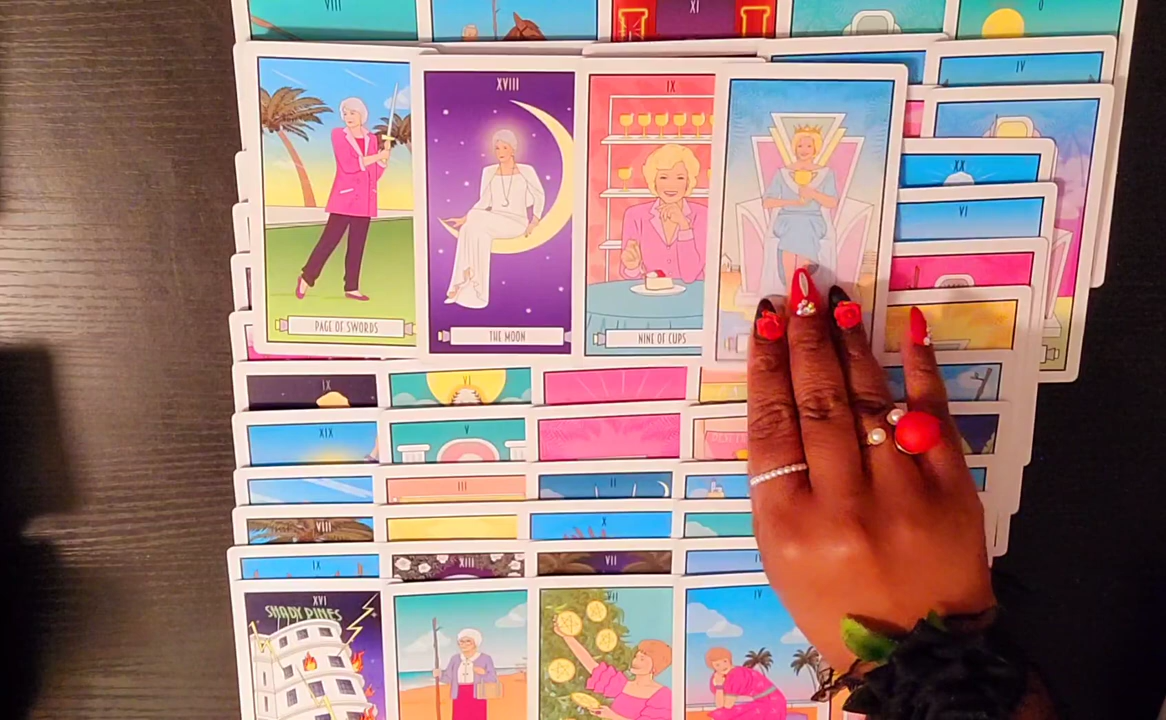 VIII
XI
0
IV
XVIII
IX
XX
VI
PAGE OF SWORDS
THE MOON
NINE OF CUPS
IX
VI
XIX
V
III
II
VIII
X
IX
XIII
VII
XVI
SHADY PINES
VII
IV